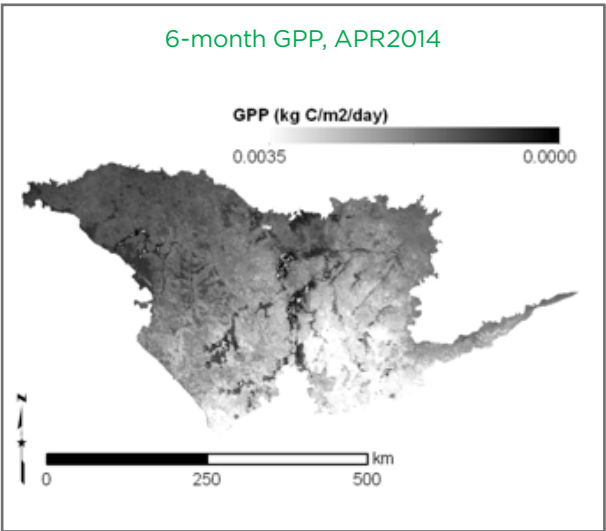 6-month GPP, APR2014
GPP (kg C/m2/day)
0.0035 0.0000
N
km
0 250 500